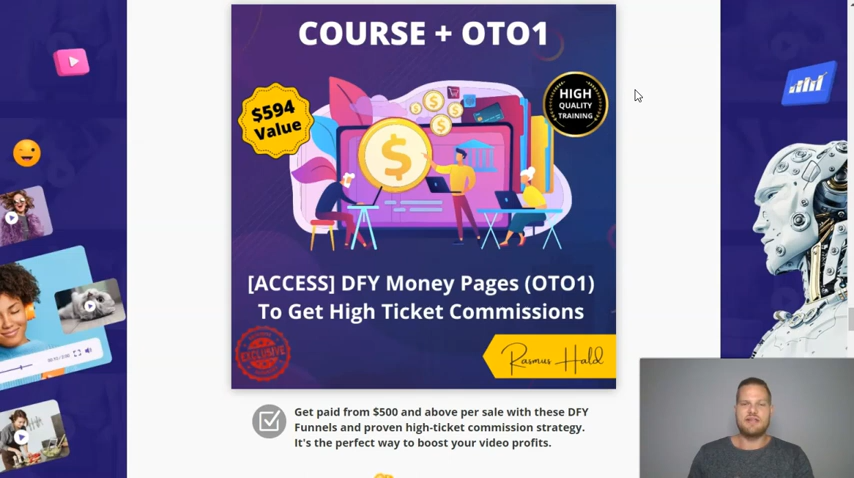 COURSE + OTO1
$594
Value
HIGH
QUALITY
TRAINING
[ACCESS] DFY Money Pages (OTO1)
To Get High Ticket Commissions
EXCLUSIVE
Rasmus Hald
Get paid from $500 and above per sale with these DFY
Funnels and proven high-ticket commission strategy.
It's the perfect way to boost your video profits.